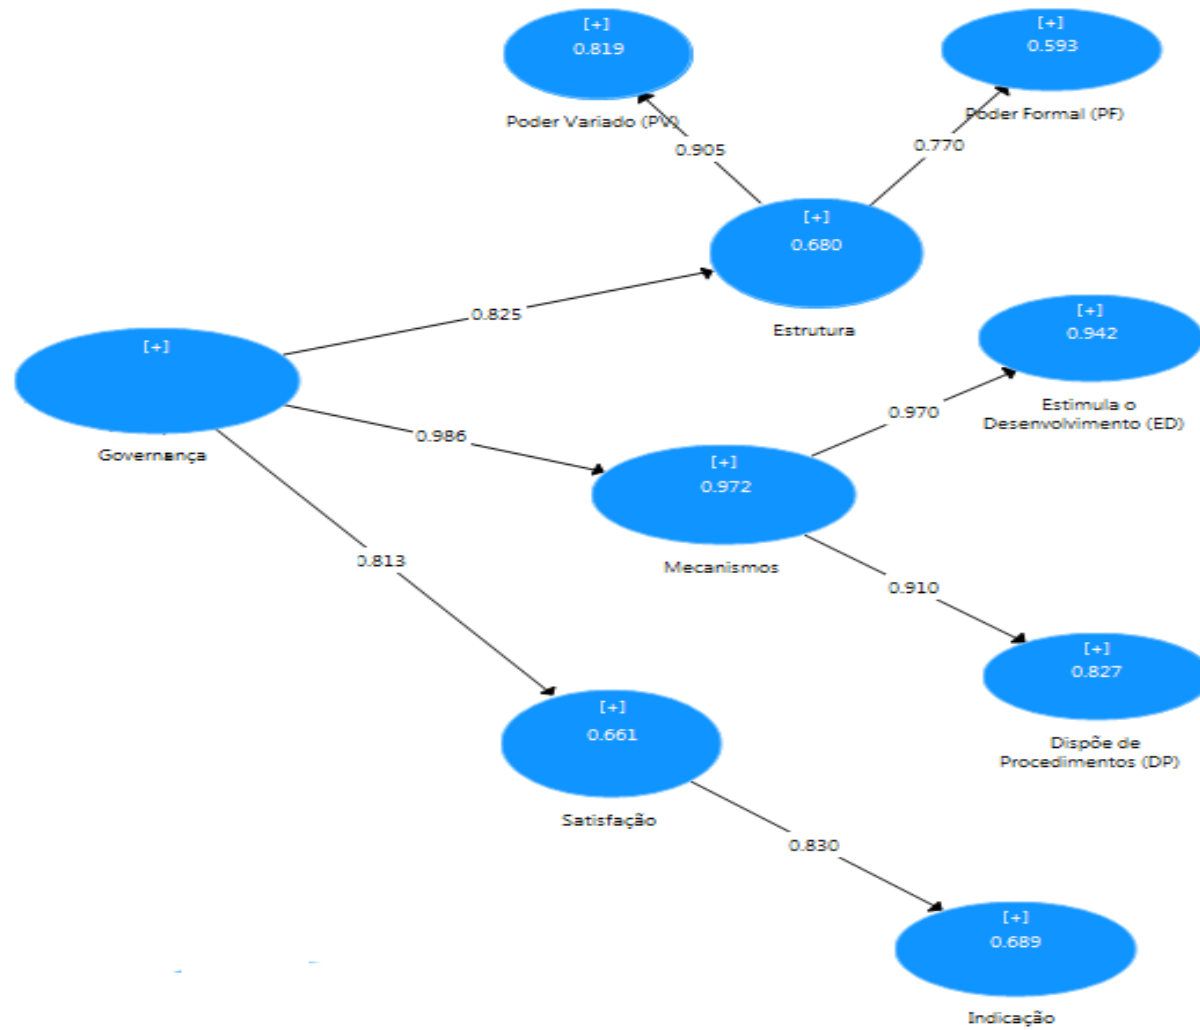 [+]
0.819
Poder Variado (PV)
[+]
0.593
Poder Formal (PF)
0.905
0.770
[+]
0.680
Estrutura
0.825
[+]
Governança
[+]
0.942
Estimula o
Desenvolvimento (ED)
0.970
0.986
[+]
0.972
Mecanismos
0.910
[+]
0.827
Dispõe de
Procedimentos (DP)
0.813
[+]
0.661
Satisfação
0.830
[+]
0.689
Indicação